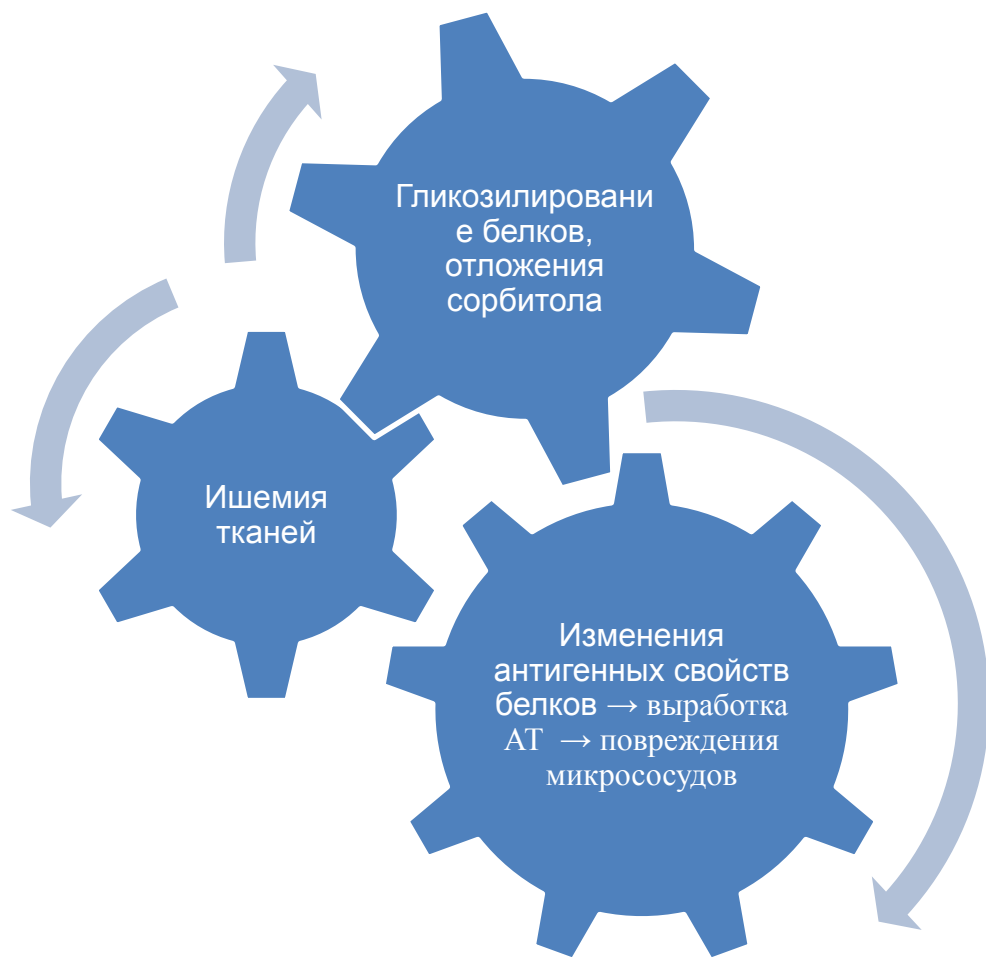 Гликозилировани
е белков,
отложения
сорбитола
Ишемия
тканей
Изменения
антигенных свойств
белков → выработка
АТ → повреждения
микрососудов